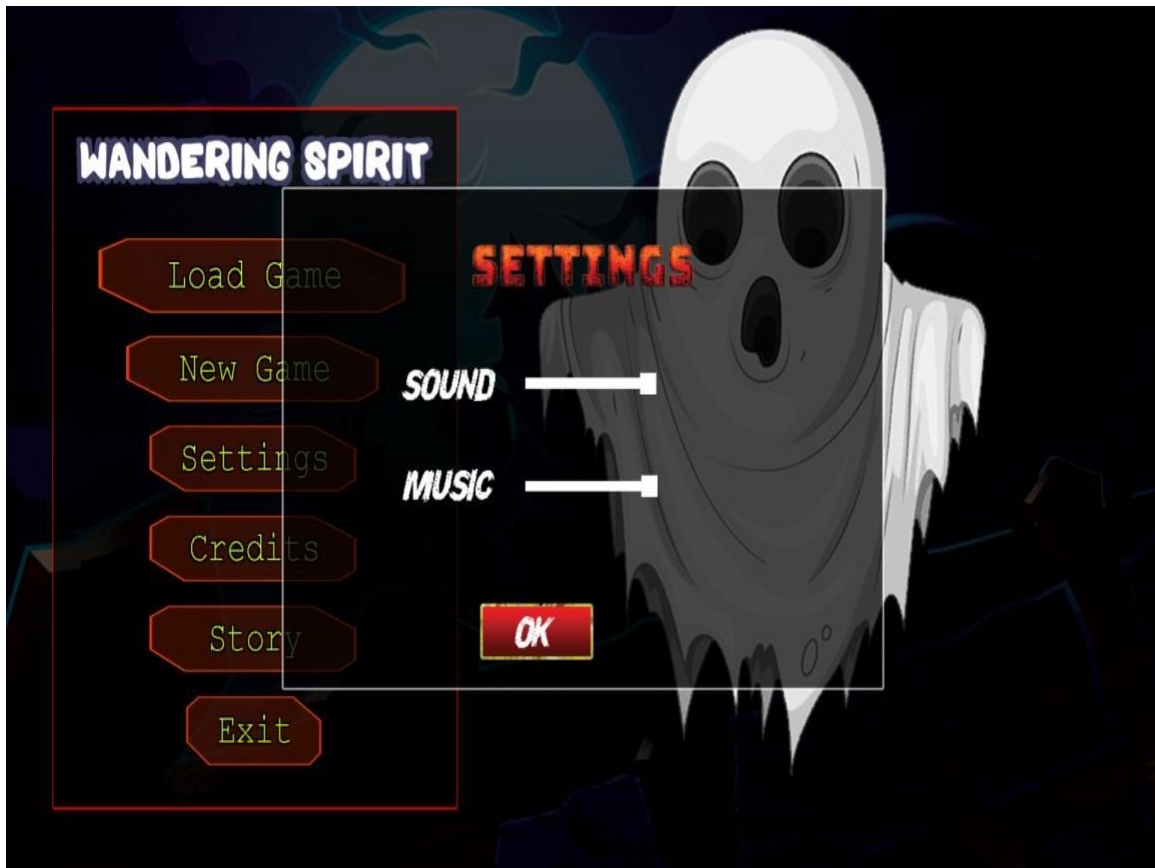 WANDERING SPIRIT
Load Game
New Game
Settings
Credits
Story
Exit
SETTINGS
SOUND
MUSIC
OK